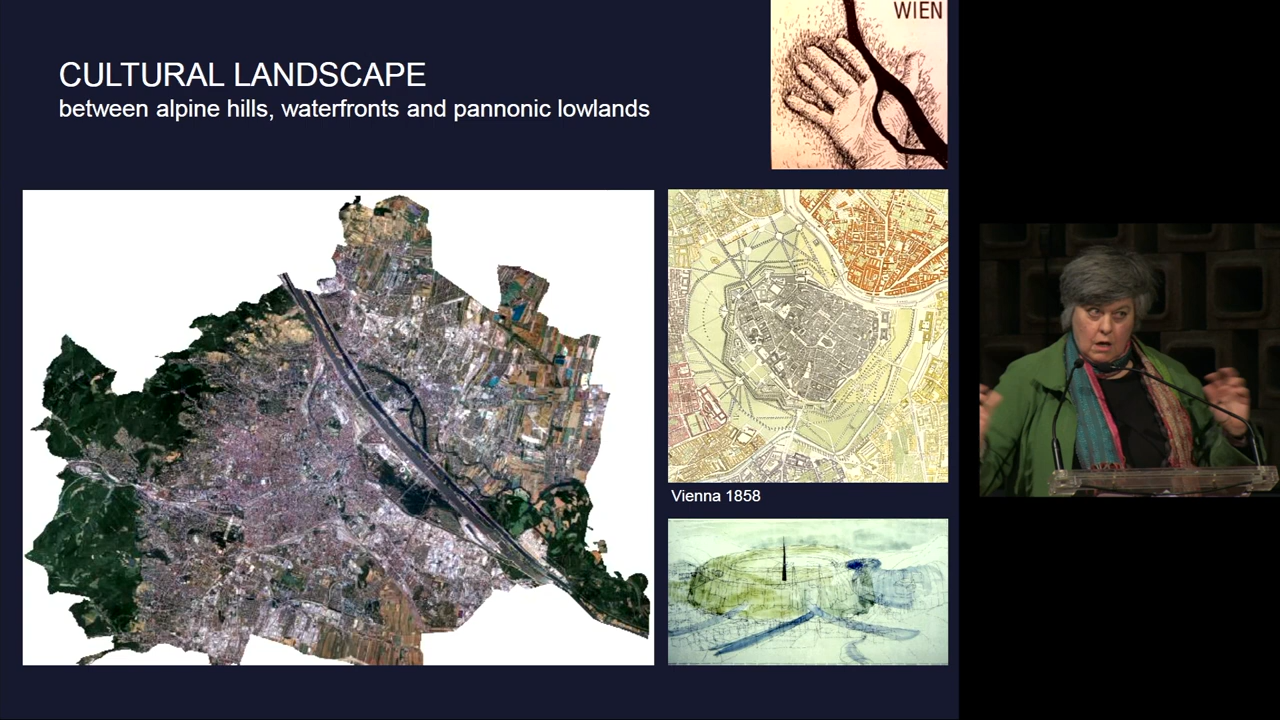 WIEN
CULTURAL LANDSCAPE
between alpine hills, waterfronts and pannonic lowlands
Vienna 1858